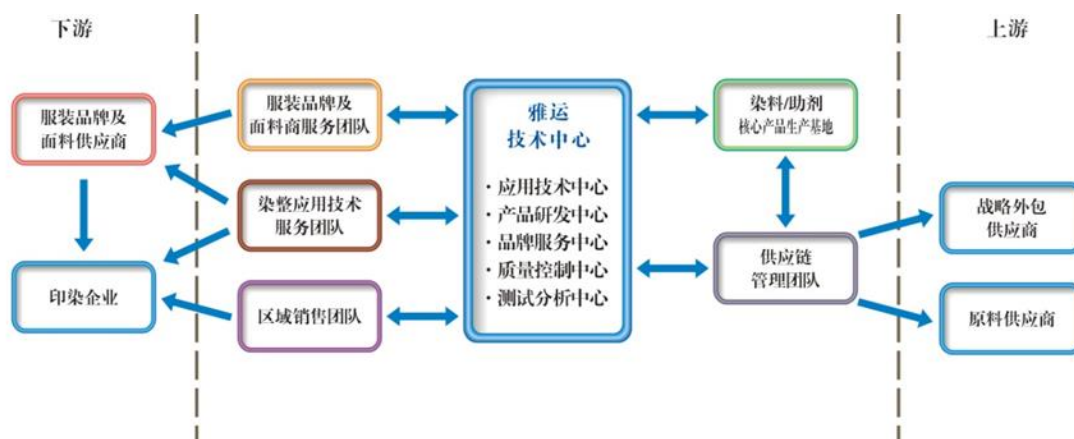 下游
上游
服装品牌及
面料供应商
印染企业
服装品牌及
面料商服务团队
染整应用技术
服务团队
区域销售团队
雅运
技术中心
·应用技术中心
·产品研发中心
·品牌服务中心
·质量控制中心
·测试分析中心
染料/助剂
核心产品生产基地
供应链
管理团队
战略外包
供应商
原料供应商